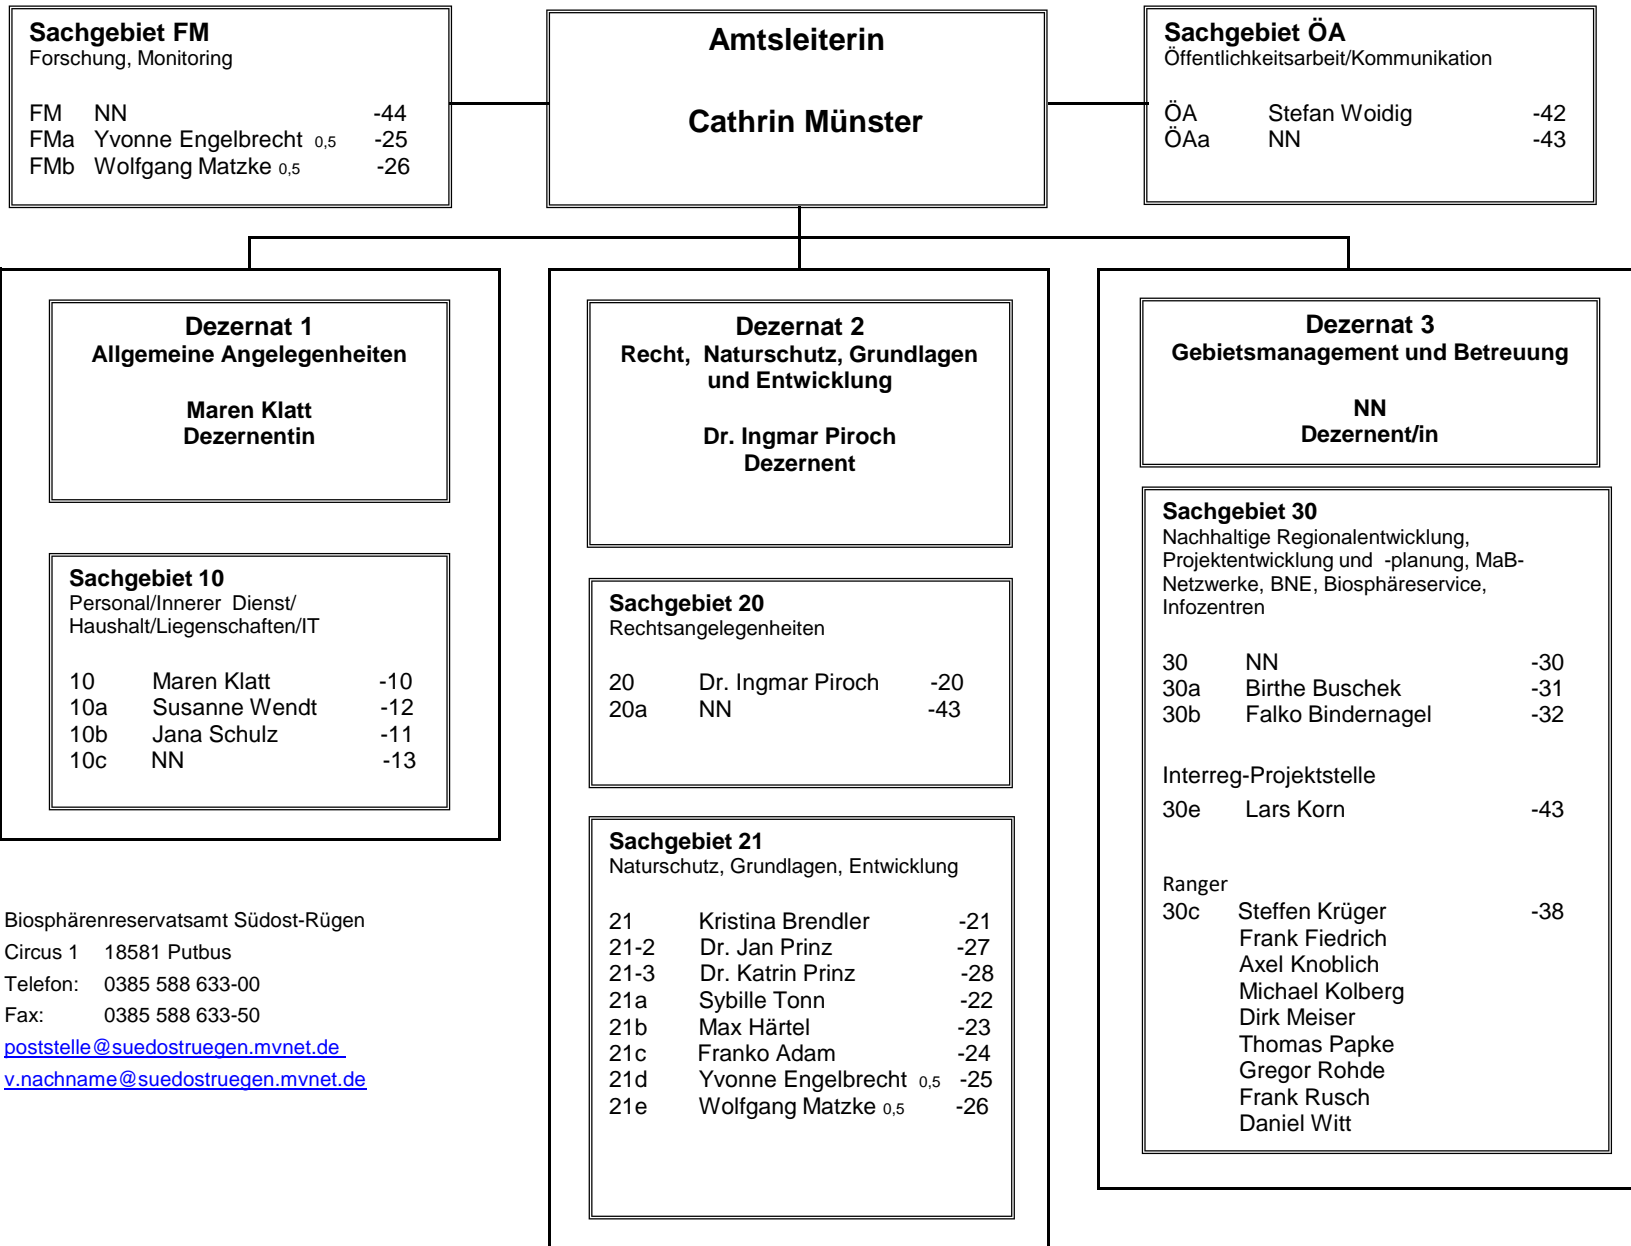 Sachgebiet FM
Forschung, Monitoring
FM NN -44
FMa Yvonne Engelbrecht 0,5 -25
FMb Wolfgang Matzke 0,5 -26
Amtsleiterin
Cathrin Münster
Sachgebiet ÖA
Öffentlichkeitsarbeit/Kommunikation
ÖA Stefan Woidig -42
ÖAa NN -43
Dezernat 1
Allgemeine Angelegenheiten
Maren Klatt
Dezernentin
Sachgebiet 10
Personal/Innerer Dienst/
Haushalt/Liegenschaften/IT
10 Maren Klatt -10
10a Susanne Wendt -12
10b Jana Schulz -11
10c NN -13
Dezernat 2
Recht, Naturschutz, Grundlagen
und Entwicklung
Dr. Ingmar Piroch
Dezernent
Sachgebiet 20
Rechtsangelegenheiten
20 Dr. Ingmar Piroch -20
20a NN -43
Sachgebiet 21
Naturschutz, Grundlagen, Entwicklung
21 Kristina Brendler -21
21-2 Dr. Jan Prinz -27
21-3 Dr. Katrin Prinz -28
21a Sybille Tonn -22
21b Max Härtel -23
21c Franko Adam -24
21d Yvonne Engelbrecht 0,5 -25
21e Wolfgang Matzke 0,5 -26
Dezernat 3
Gebietsmanagement und Betreuung
NN
Dezernent/in
Sachgebiet 30
Nachhaltige Regionalentwicklung,
Projektentwicklung und -planung, MaB-
Netzwerke, BNE, Biosphäreservice,
Infozentren
30 NN -30
30a Birthe Buschek -31
30b Falko Bindernagel -32
Interreg-Projektstelle
30e Lars Korn -43
Ranger
30c Steffen Krüger -38
Frank Fiedrich
Axel Knoblich
Michael Kolberg
Dirk Meiser
Thomas Papke
Gregor Rohde
Frank Rusch
Daniel Witt
Biosphärenreservatsamt Südost-Rügen
Circus 1 18581 Putbus
Telefon: 0385 588 633-00
Fax: 0385 588 633-50
poststelle@suedostruegen.mvnet.de
v.nachname@suedostruegen.mvnet.de